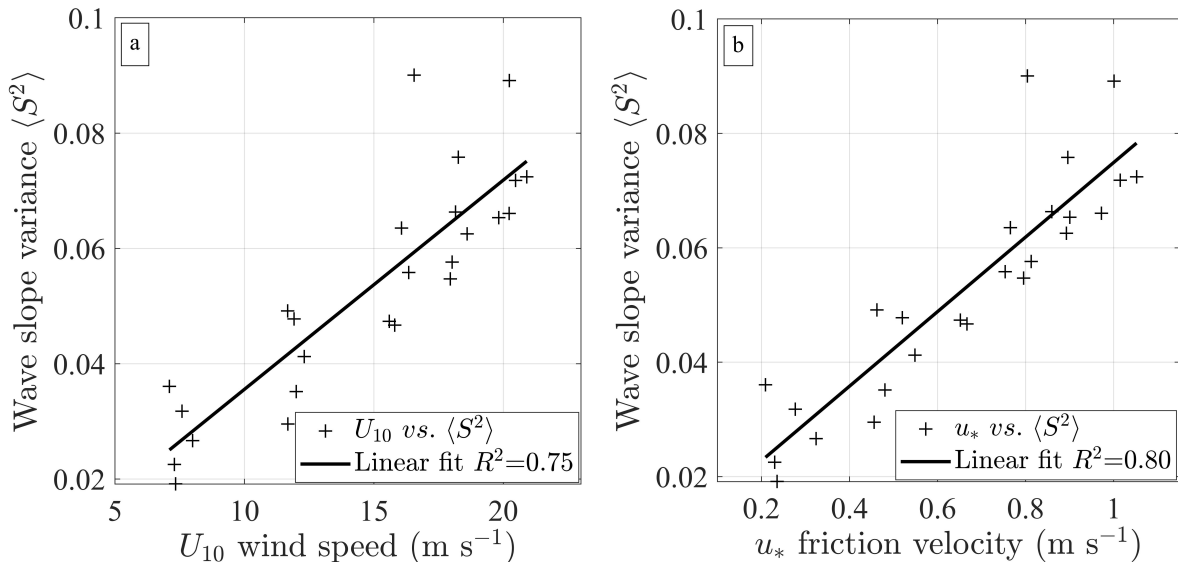 a
Wave slope variance ⟨S²⟩
0.1
0.08
0.06
0.04
0.02
5
10
15
20
U₁₀ wind speed (m s⁻¹)
U₁₀ vs. ⟨S²⟩
Linear fit R²=0.75
b
Wave slope variance ⟨S²⟩
0.1
0.08
0.06
0.04
0.02
0.2
0.4
0.6
0.8
1
u* friction velocity (m s⁻¹)
u* vs. ⟨S²⟩
Linear fit R²=0.80